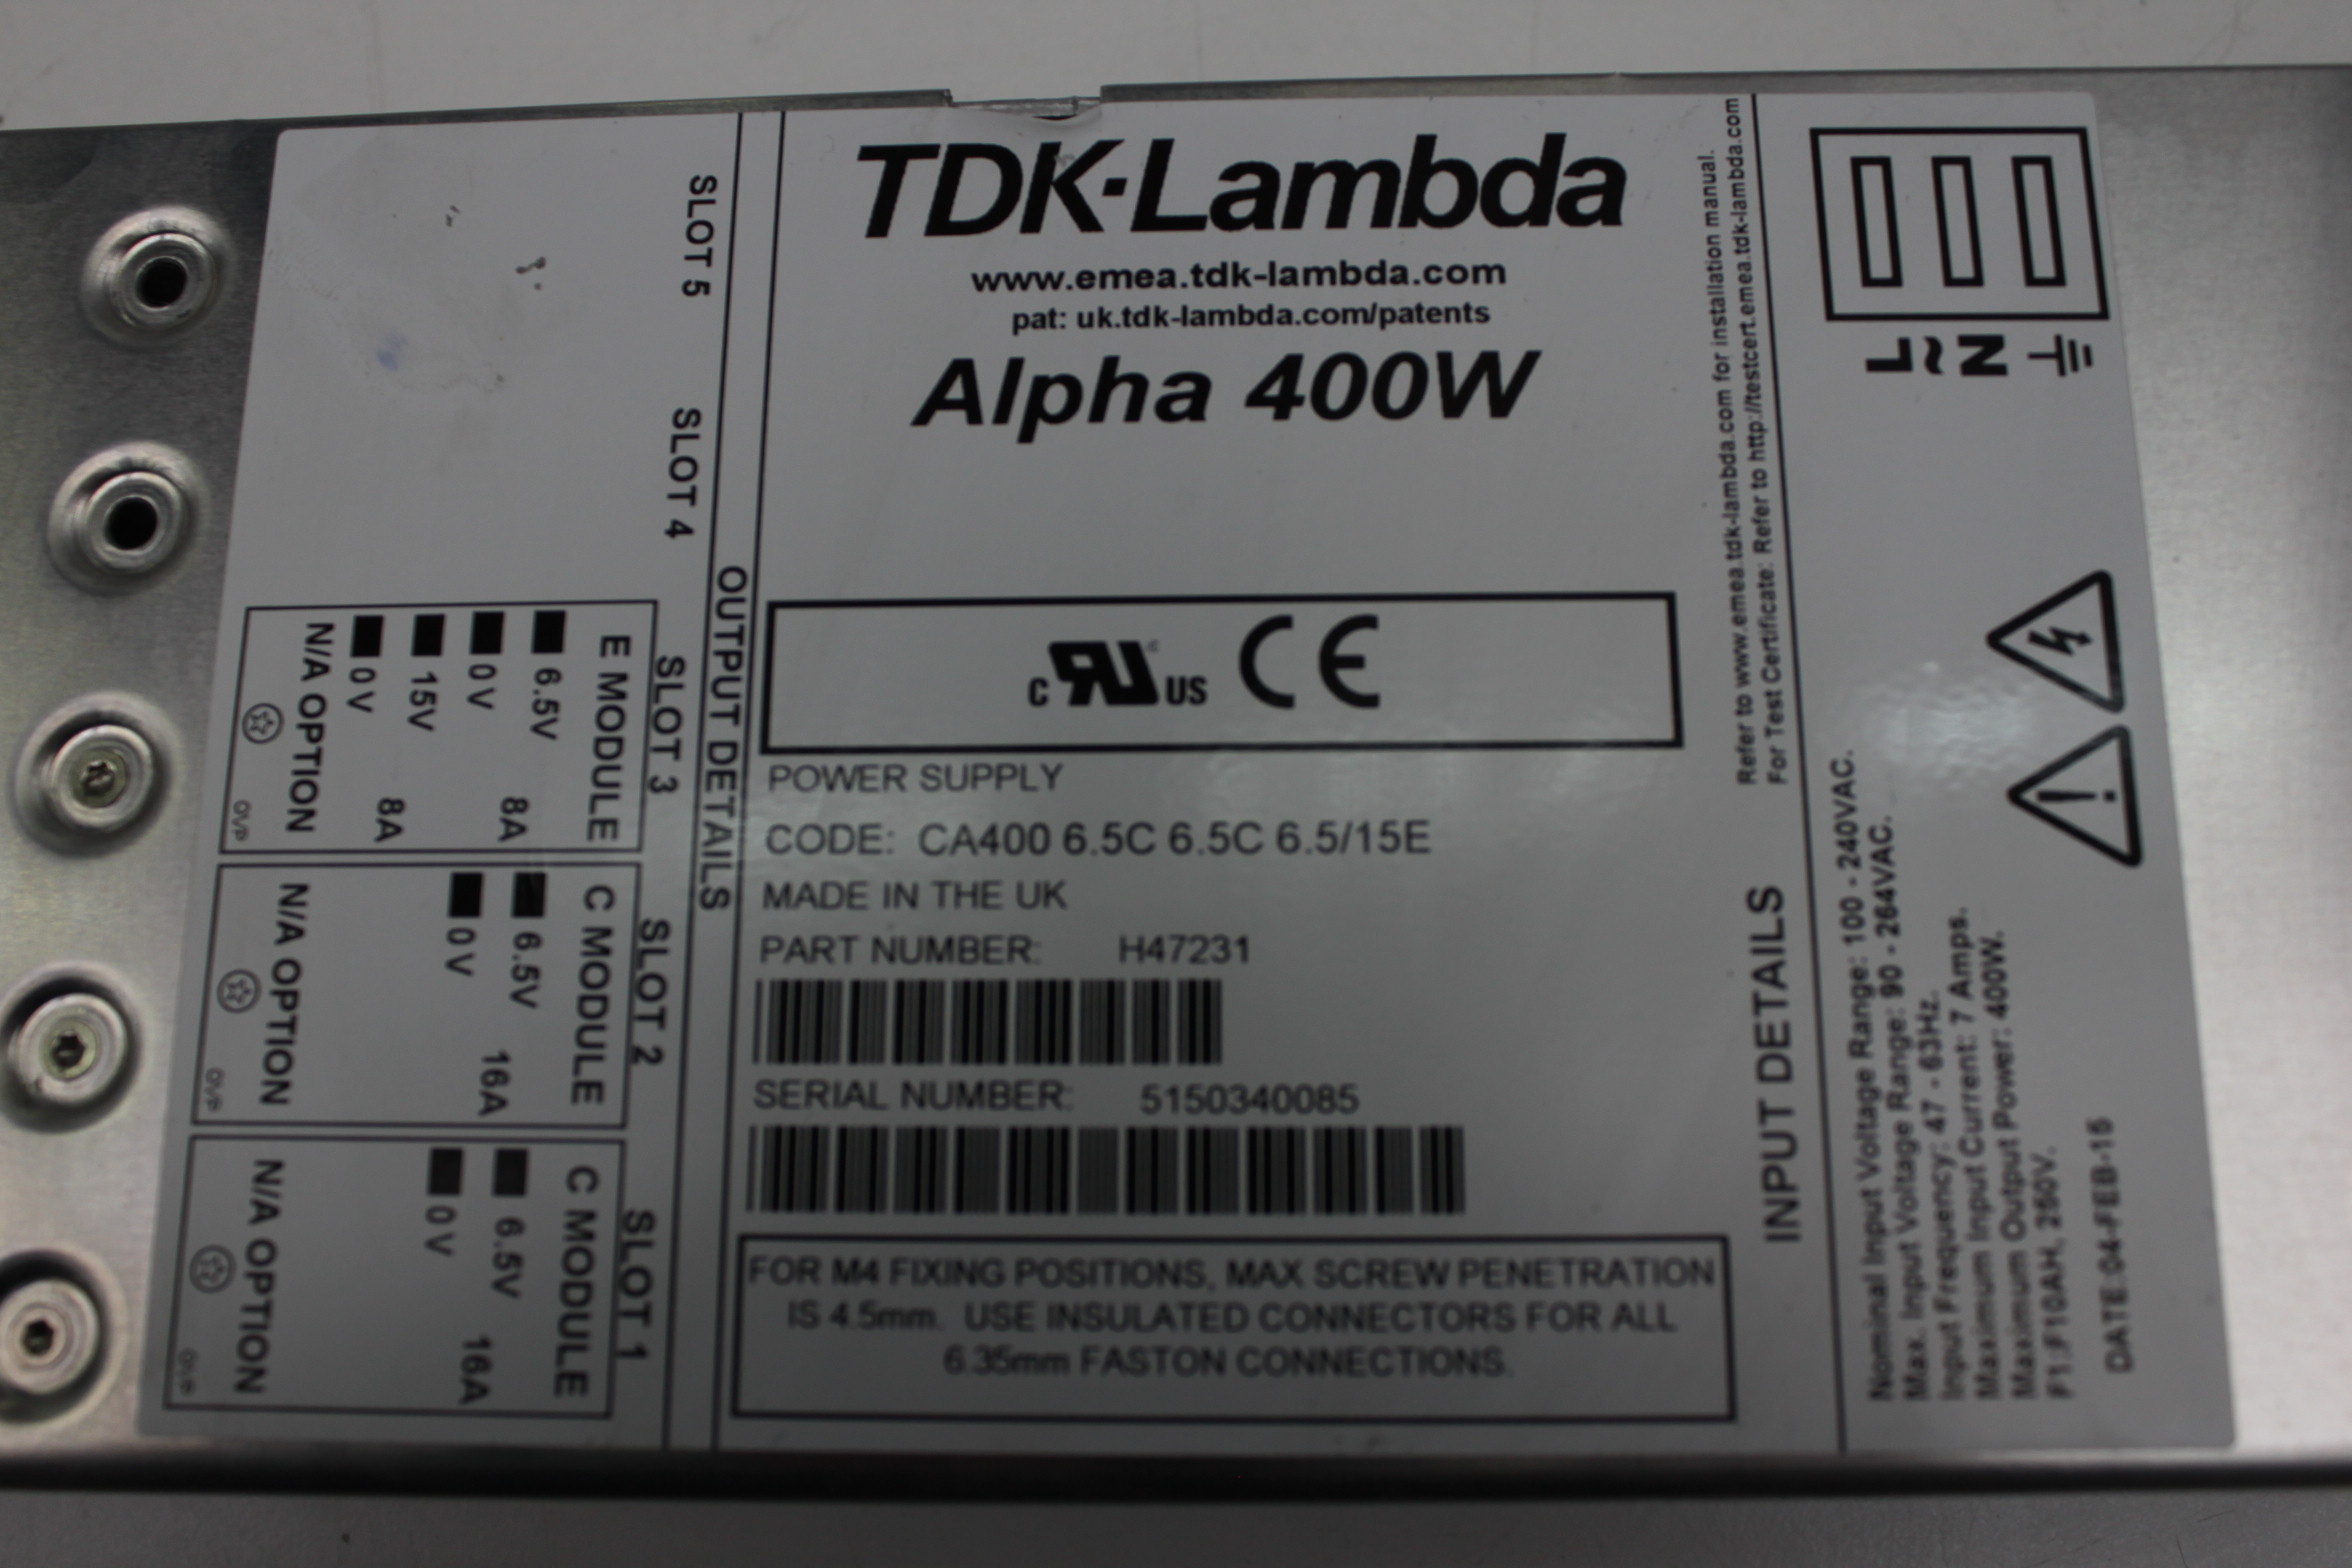 TDK·Lambda
www.emea.tdk-lambda.com
pat: uk.tdk-lambda.com/patents
Alpha 400W
c RU US CE
POWER SUPPLY
CODE: CA400 6.5C 6.5C 6.5/15E
MADE IN THE UK
PART NUMBER: H47231
SERIAL NUMBER: 5150340085
FOR M4 FIXING POSITIONS, MAX SCREW PENETRATION
IS 4.5mm. USE INSULATED CONNECTORS FOR ALL
6.35mm FASTON CONNECTIONS.
OUTPUT DETAILS
SLOT 5
SLOT 4
SLOT 3
E MODULE
6.5V 8A
0V
15V 8A
0V
N/A OPTION
OVP
SLOT 2
C MODULE
6.5V 16A
0V
N/A OPTION
OVP
SLOT 1
C MODULE
6.5V 16A
0V
N/A OPTION
OVP
Refer to www.emea.tdk-lambda.com for installation manual.
For Test Certificate: Refer to http://testcert.emea.tdk-lambda.com
INPUT DETAILS
L ~ N
Nominal Input Voltage Range: 100 - 240VAC.
Max. Input Voltage Range: 90 - 264VAC.
Input Frequency: 47 - 63Hz.
Maximum Input Current: 7 Amps.
Maximum Output Power: 400W.
F1:F10AH, 250V.
DATE:04-FEB-15